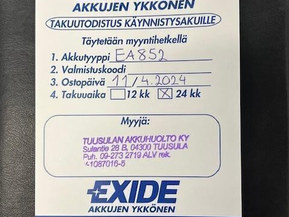 AKKUJEN YKKÖNEN
TAKUUTODISTUS KÄYNNISTYSAKUILLE
Täytetään myyntihetkellä
1. Akkutyyppi EA852
2. Valmistuskoodi
3. Ostopäivä 11/4.2024
4. Takuuaika 12 kk ☒ 24 kk
Myyjä:
TUUSULAN AKKUHUOLTO KY
Sulantie 28 B, 04300 TUUSULA
Puh. 09-273 2719 ALV rek.
1087016-5
EXIDE
AKKUJEN YKKÖNEN